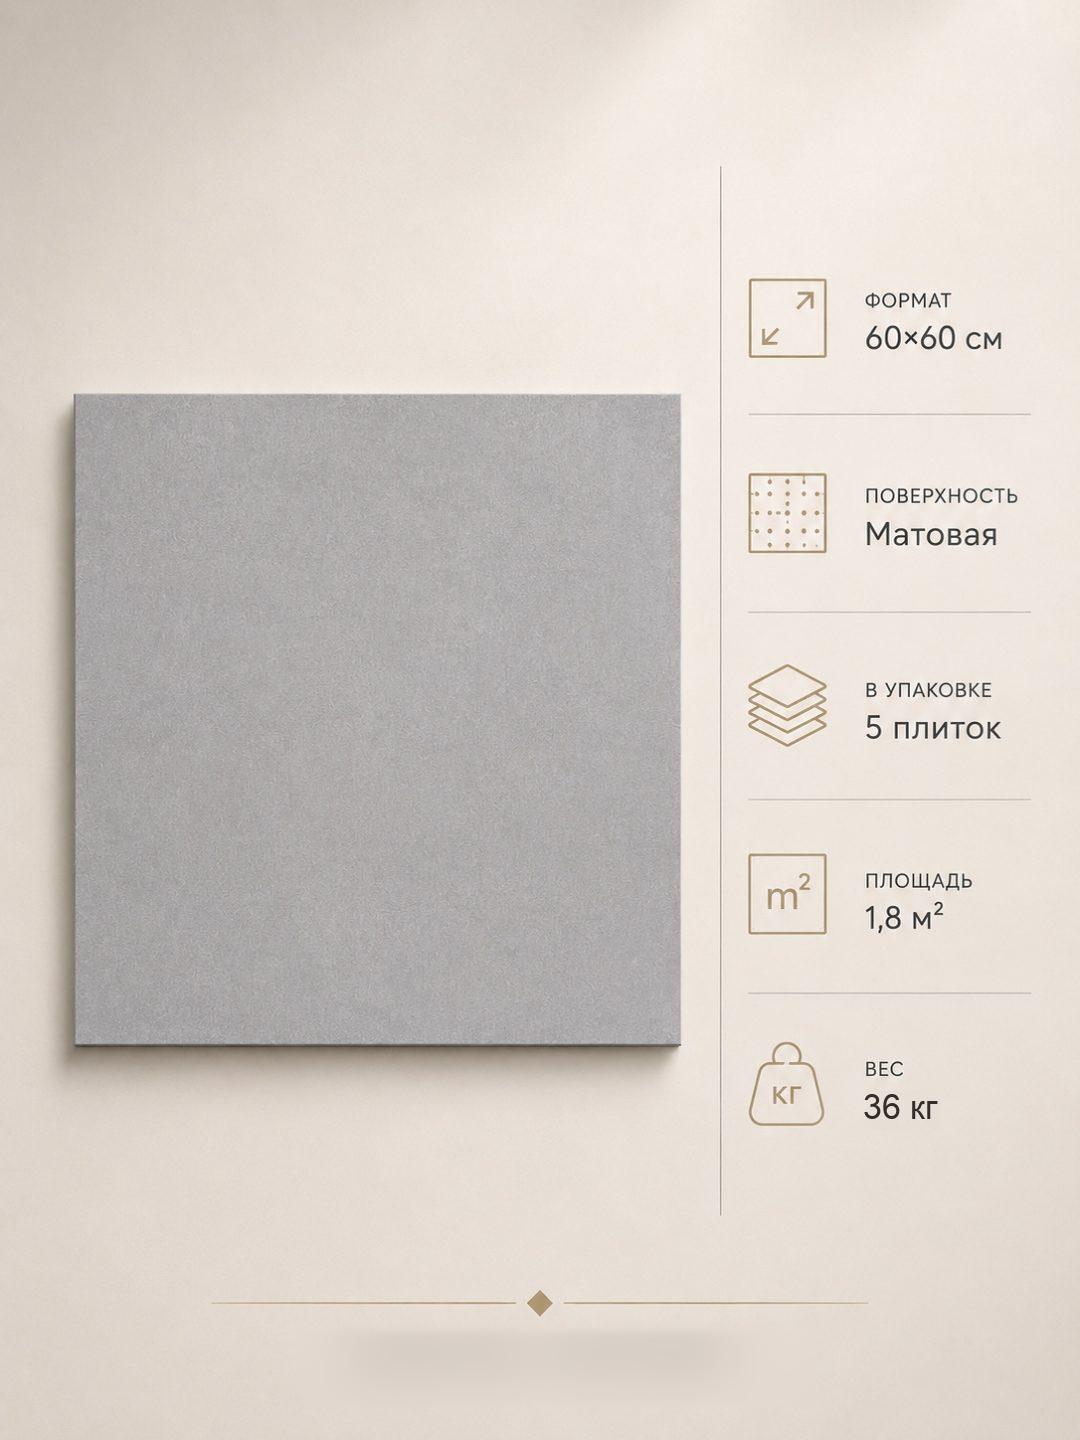 ФОРМАТ
60×60 см
ПОВЕРХНОСТЬ
Матовая
В УПАКОВКЕ
5 плиток
m²
ПЛОЩАДЬ
1,8 м²
кг
ВЕС
36 кг